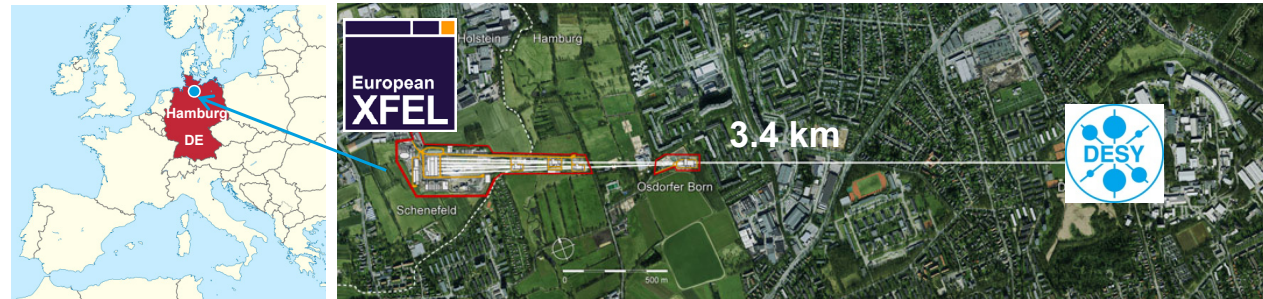 Hamburg
DE
European
XFEL
Holstein
Hamburg
3.4 km
DESY
Osdorfer Born
Schenefeld
0
500 m